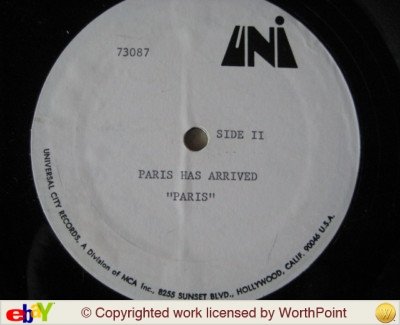 UNI
73087
SIDE II
PARIS HAS ARRIVED
"PARIS"
UNIVERSAL CITY RECORDS, A Division of MCA Inc., 8255 SUNSET BLVD., HOLLYWOOD, CALIF. 90046 U.S.A.
ebaY © Copyrighted work licensed by WorthPoint W